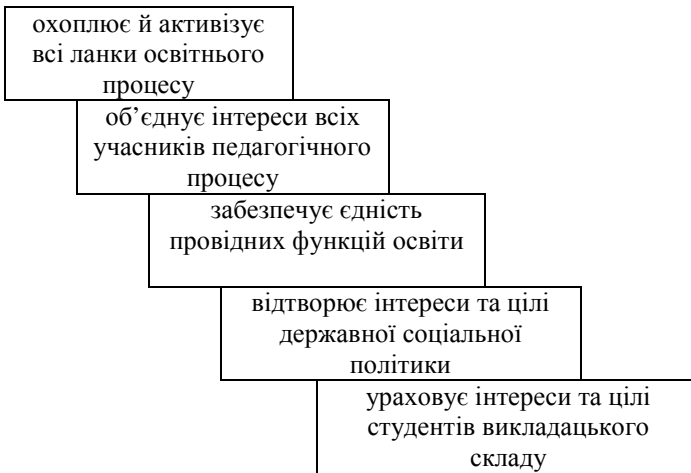 охоплює й активізує
всі ланки освітнього
процесу
об’єднує інтереси всіх
учасників педагогічного
процесу
забезпечує єдність
провідних функцій освіти
відтворює інтереси та цілі
державної соціальної
політики
ураховує інтереси та цілі
студентів викладацького
складу